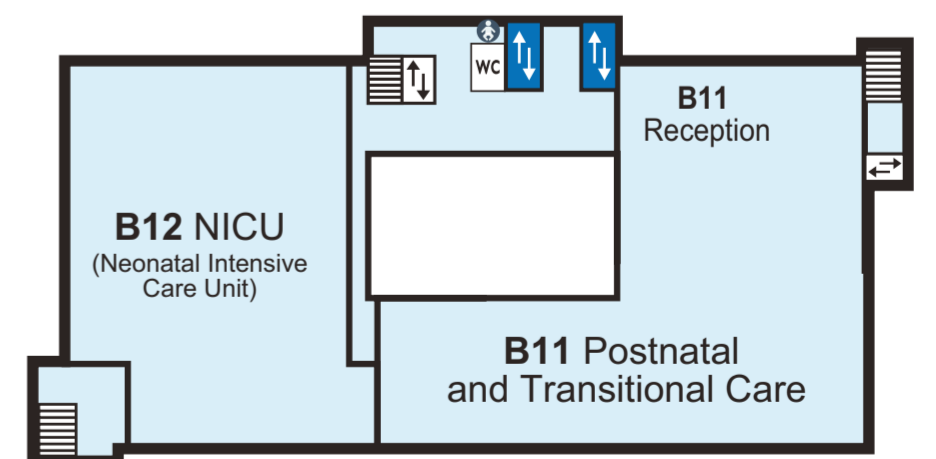 WC
B11
Reception
B12 NICU
(Neonatal Intensive
Care Unit)
B11 Postnatal
and Transitional Care